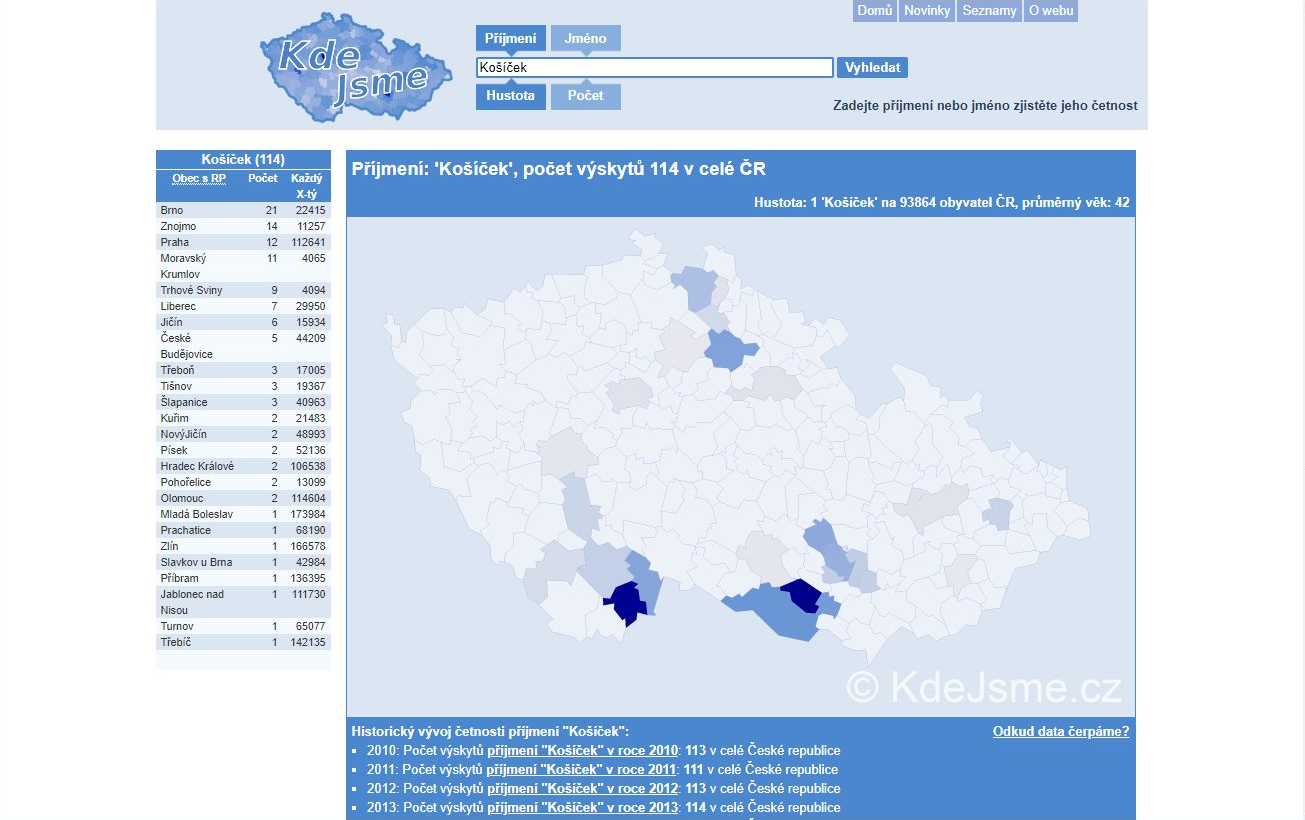 Domů Novinky Seznamy O webu
Kde
Jsme
Příjmení Jméno
Košíček Vyhledat
Hustota Počet
Zadejte příjmení nebo jméno zjistěte jeho četnost
Košíček (114)
Obec s RP Počet Každý
X-tý
Brno 21 22415
Znojmo 14 11257
Praha 12 112641
Moravský 11 4065
Krumlov
Trhové Sviny 9 4094
Liberec 7 29950
Jičín 6 15934
České 5 44209
Budějovice
Třeboň 3 17005
Tišnov 3 19367
Šlapanice 3 40963
Kuřim 2 21483
NovýJičín 2 48993
Písek 2 52136
Hradec Králové 2 106538
Pohořelice 2 13099
Olomouc 2 114604
Mladá Boleslav 1 173984
Prachatice 1 68190
Zlín 1 166578
Slavkov u Brna 1 42984
Příbram 1 136395
Jablonec nad 1 111730
Nisou
Turnov 1 65077
Třebíč 1 142135
Příjmení: 'Košíček', počet výskytů 114 v celé ČR
Hustota: 1 'Košíček' na 93864 obyvatel ČR, průměrný věk: 42
© KdeJsme.cz
Historický vývoj četnosti příjmení "Košíček": Odkud data čerpáme?
2010: Počet výskytů příjmení "Košíček" v roce 2010: 113 v celé České republice
2011: Počet výskytů příjmení "Košíček" v roce 2011: 111 v celé České republice
2012: Počet výskytů příjmení "Košíček" v roce 2012: 113 v celé České republice
2013: Počet výskytů příjmení "Košíček" v roce 2013: 114 v celé České republice